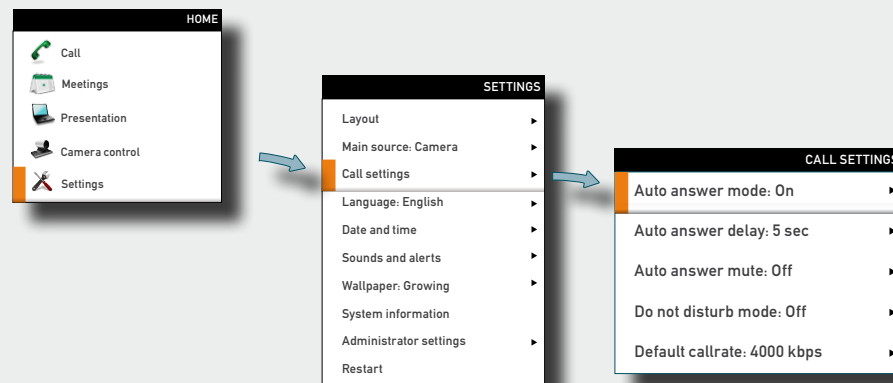 HOME
Call
Meetings
Presentation
Camera control
Settings
SETTINGS
Layout
Main source: Camera
Call settings
Language: English
Date and time
Sounds and alerts
Wallpaper: Growing
System information
Administrator settings
Restart
CALL SETTINGS
Auto answer mode: On
Auto answer delay: 5 sec
Auto answer mute: Off
Do not disturb mode: Off
Default callrate: 4000 kbps